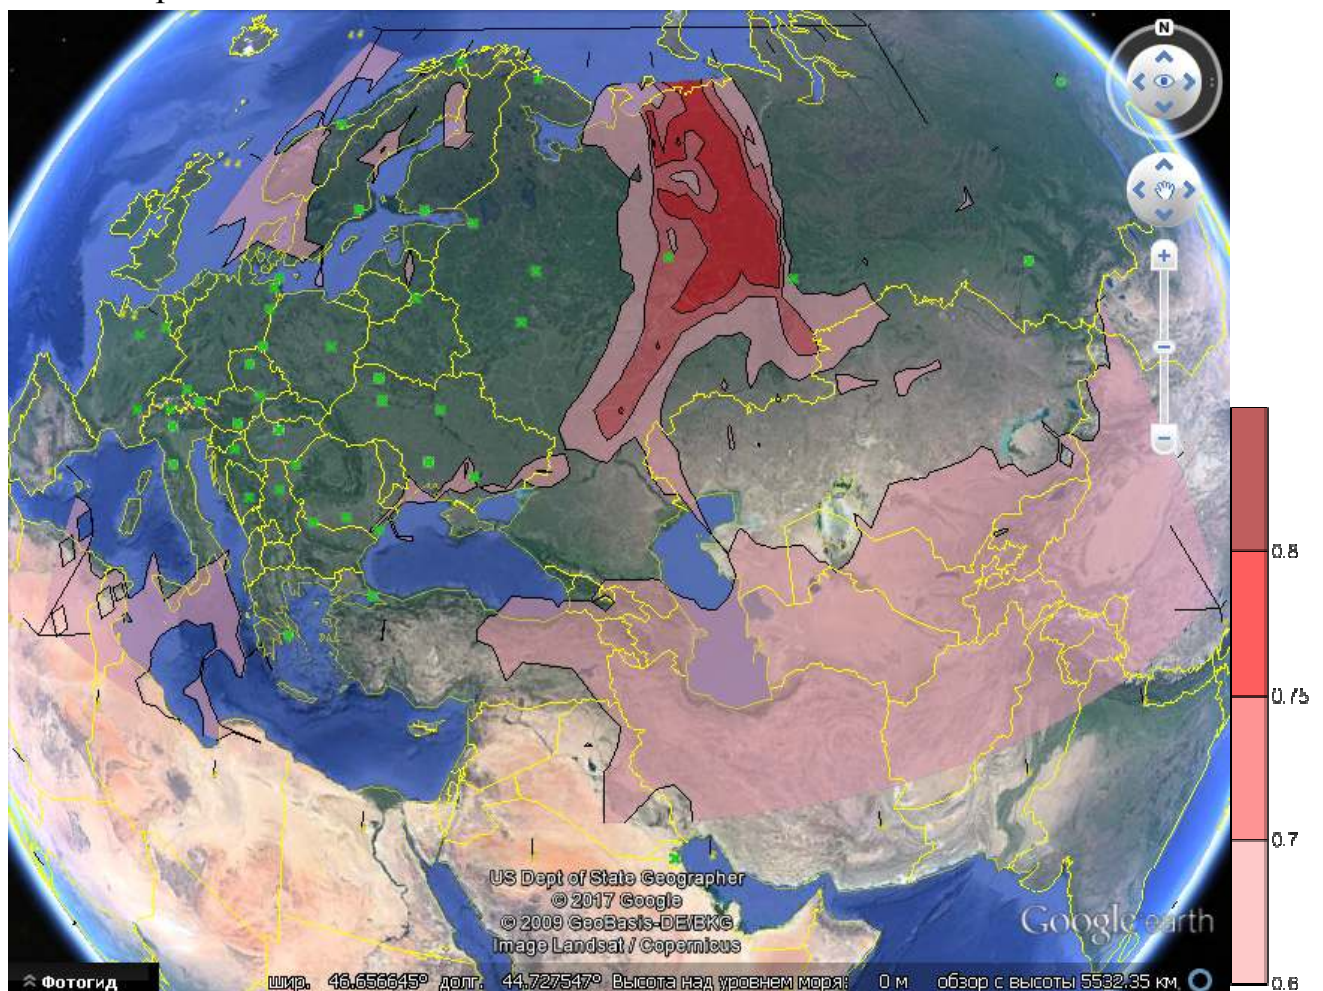 N
0.8
0.75
0.7
US Dept of State Geographer
© 2017 Google
© 2009 GeoBasis-DE/BKG
Image Landsat / Copernicus
Google earth
Фотогид
шир. 46.656645° долг. 44.727547° Высота над уровнем моря: 0 м обзор с высоты 5532.35 км
0.6